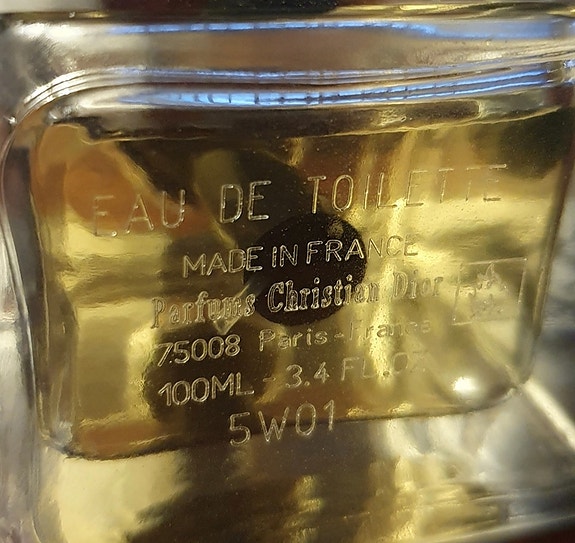 EAU DE TOILETTE
MADE IN FRANCE
Parfums Christian Dior
75008 Paris-France
100ML - 3.4 FL.OZ
5W01